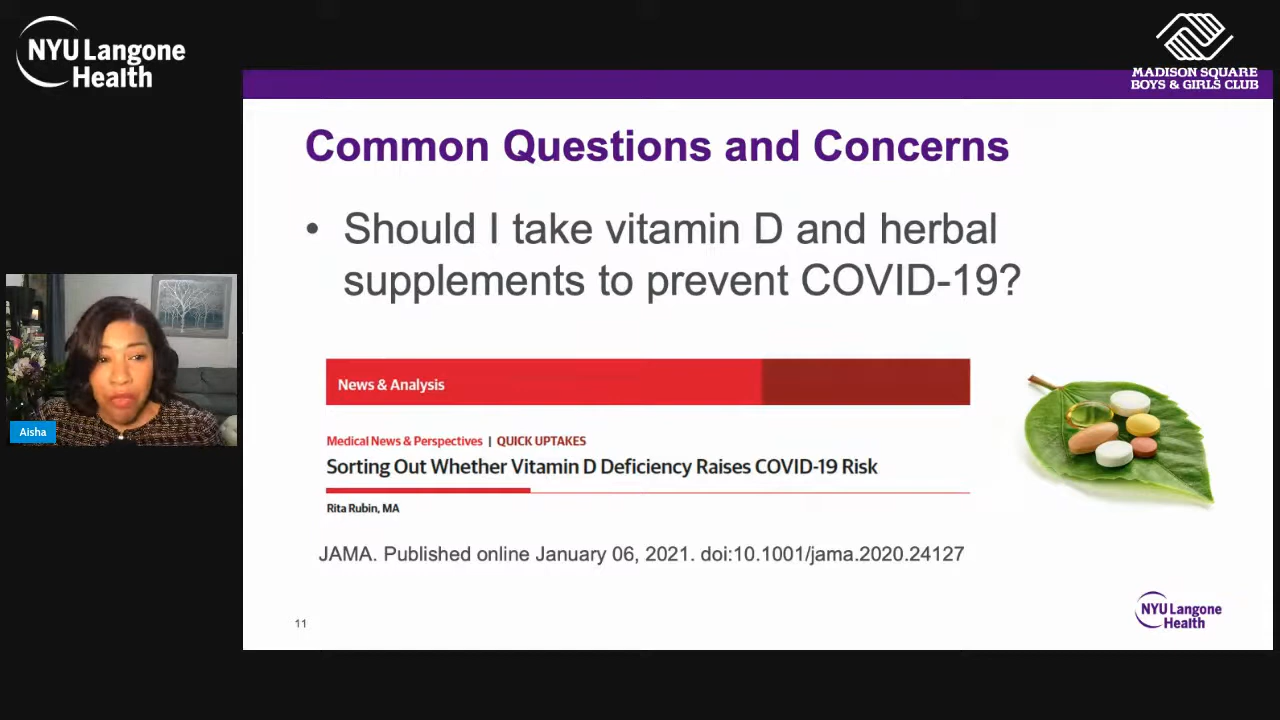 NYU Langone
Health
MADISON SQUARE
BOYS & GIRLS CLUB
Common Questions and Concerns
• Should I take vitamin D and herbal
supplements to prevent COVID-19?
News & Analysis
Medical News & Perspectives | QUICK UPTAKES
Sorting Out Whether Vitamin D Deficiency Raises COVID-19 Risk
Rita Rubin, MA
JAMA. Published online January 06, 2021. doi:10.1001/jama.2020.24127
Aisha
11
NYU Langone
Health